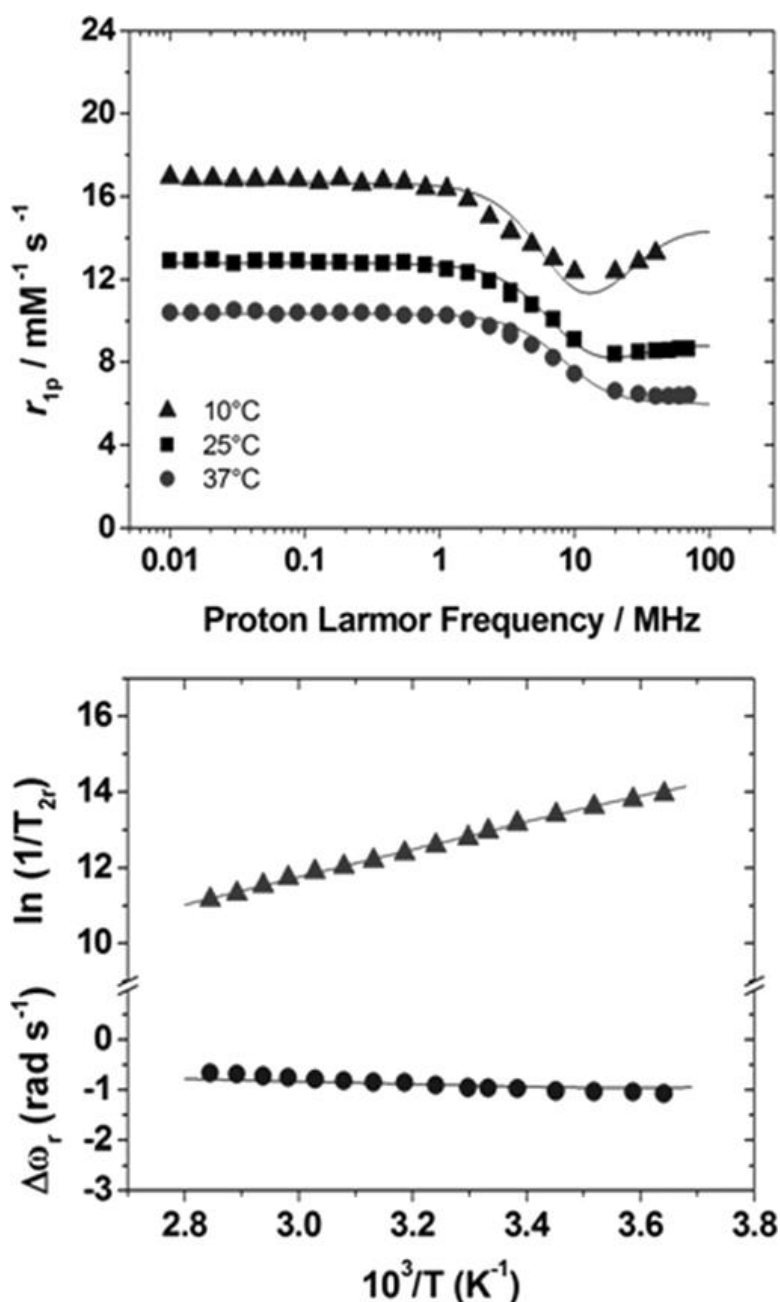 24
20
16
12
8
4
0
r1p / mM⁻¹ s⁻¹
10°C
25°C
37°C
0.01 0.1 1 10 100
Proton Larmor Frequency / MHz
16
14
12
10
ln (1/T2r)
0
-1
-2
-3
Δωr (rad s⁻¹)
2.8 3.0 3.2 3.4 3.6 3.8
10³/T (K⁻¹)